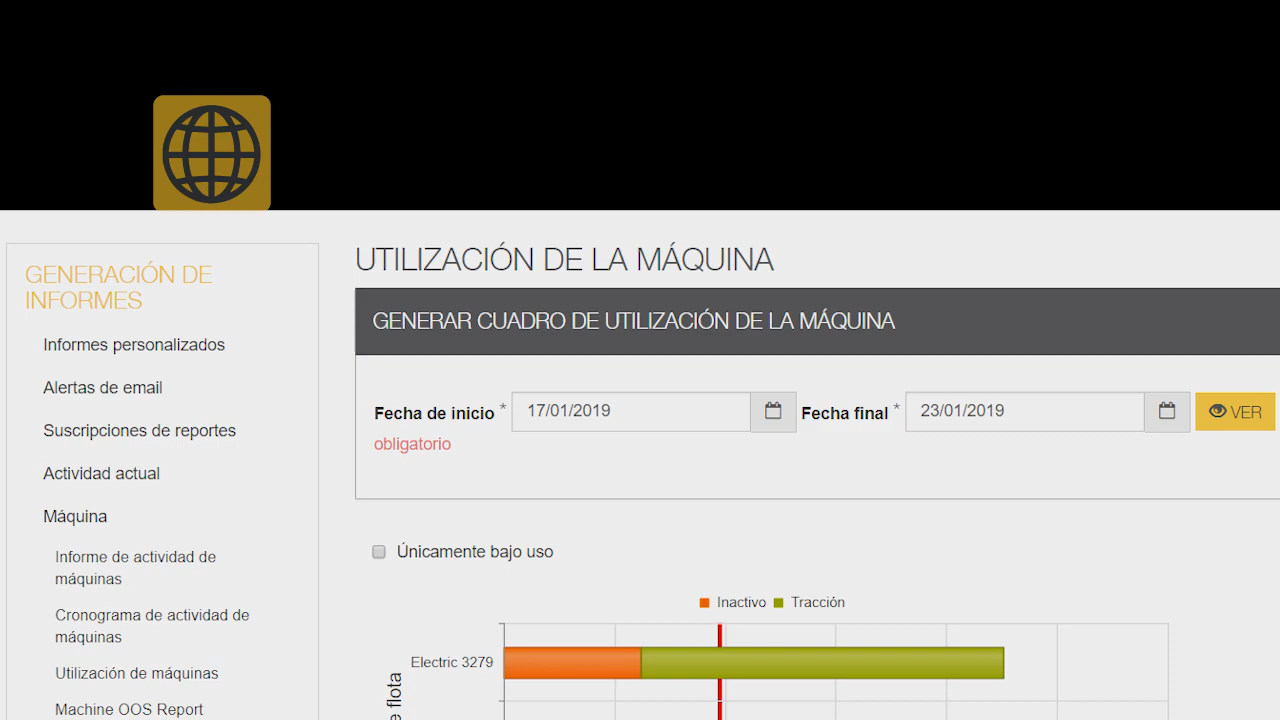 GENERACIÓN DE
INFORMES
Informes personalizados
Alertas de email
Suscripciones de reportes
Actividad actual
Máquina
Informe de actividad de
máquinas
Cronograma de actividad de
máquinas
Utilización de máquinas
Machine OOS Report
UTILIZACIÓN DE LA MÁQUINA
GENERAR CUADRO DE UTILIZACIÓN DE LA MÁQUINA
Fecha de inicio * 17/01/2019 Fecha final * 23/01/2019 VER
obligatorio
Únicamente bajo uso
Inactivo Tracción
Electric 3279
e flota